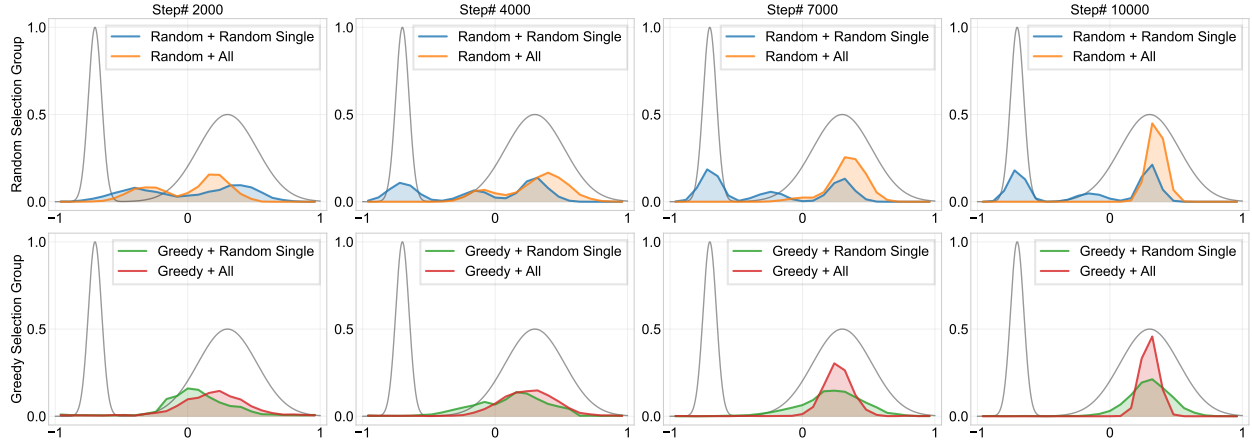 Step# 2000
Step# 4000
Step# 7000
Step# 10000
Random Selection Group
1.0
0.5
0.0
−1
0
1
Random + Random Single
Random + All
1.0
0.5
0.0
−1
0
1
Random + Random Single
Random + All
1.0
0.5
0.0
−1
0
1
Random + Random Single
Random + All
1.0
0.5
0.0
−1
0
1
Random + Random Single
Random + All
Greedy Selection Group
1.0
0.5
0.0
−1
0
1
Greedy + Random Single
Greedy + All
1.0
0.5
0.0
−1
0
1
Greedy + Random Single
Greedy + All
1.0
0.5
0.0
−1
0
1
Greedy + Random Single
Greedy + All
1.0
0.5
0.0
−1
0
1
Greedy + Random Single
Greedy + All